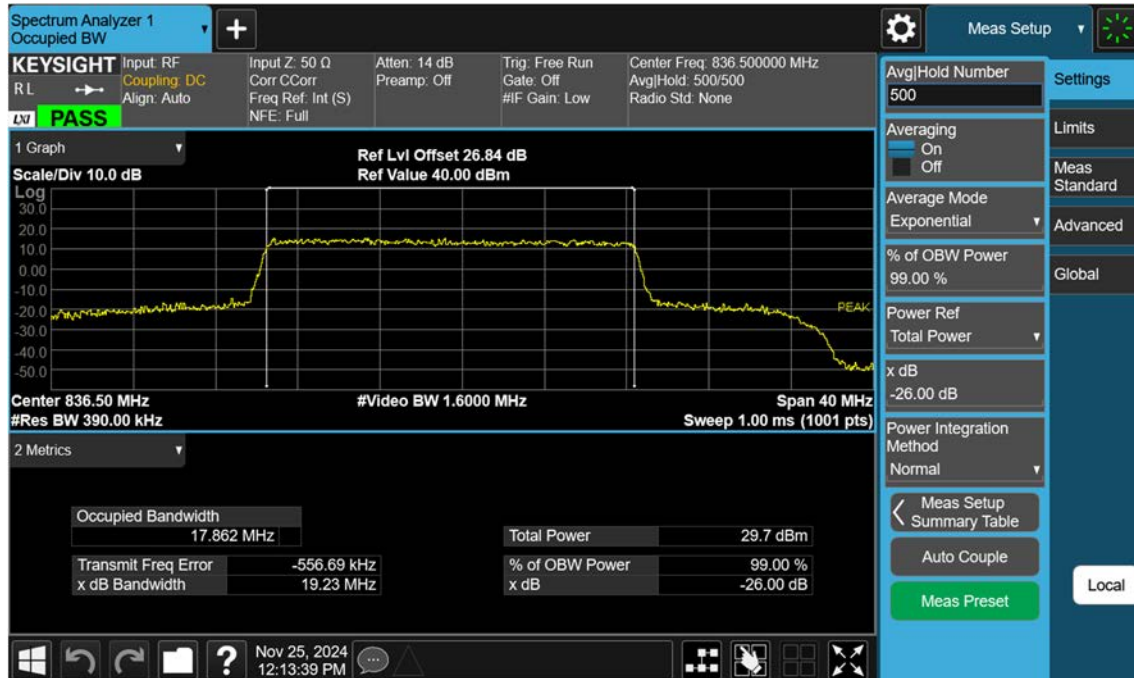 Spectrum Analyzer 1
Occupied BW
+
Meas Setup
KEYSIGHT
RL
LXI PASS
Input: RF
Coupling: DC
Align: Auto
Input Z: 50 Ω
Corr CCorr
Freq Ref: Int (S)
NFE: Full
Atten: 14 dB
Preamp: Off
Trig: Free Run
Gate: Off
#IF Gain: Low
Center Freq: 836.500000 MHz
Avg|Hold: 500/500
Radio Std: None
1 Graph
Scale/Div 10.0 dB
Ref Lvl Offset 26.84 dB
Ref Value 40.00 dBm
Log
30.0
20.0
10.0
0.00
-10.0
-20.0
-30.0
-40.0
-50.0
PEAK
Center 836.50 MHz
#Res BW 390.00 kHz
#Video BW 1.6000 MHz
Span 40 MHz
Sweep 1.00 ms (1001 pts)
2 Metrics
Occupied Bandwidth
17.862 MHz
Transmit Freq Error -556.69 kHz
x dB Bandwidth 19.23 MHz
Total Power 29.7 dBm
% of OBW Power 99.00 %
x dB -26.00 dB
Avg|Hold Number
500
Averaging
On
Off
Average Mode
Exponential
% of OBW Power
99.00 %
Power Ref
Total Power
x dB
-26.00 dB
Power Integration
Method
Normal
Meas Setup
Summary Table
Auto Couple
Meas Preset
Settings
Limits
Meas
Standard
Advanced
Global
Local
?
Nov 25, 2024
12:13:39 PM